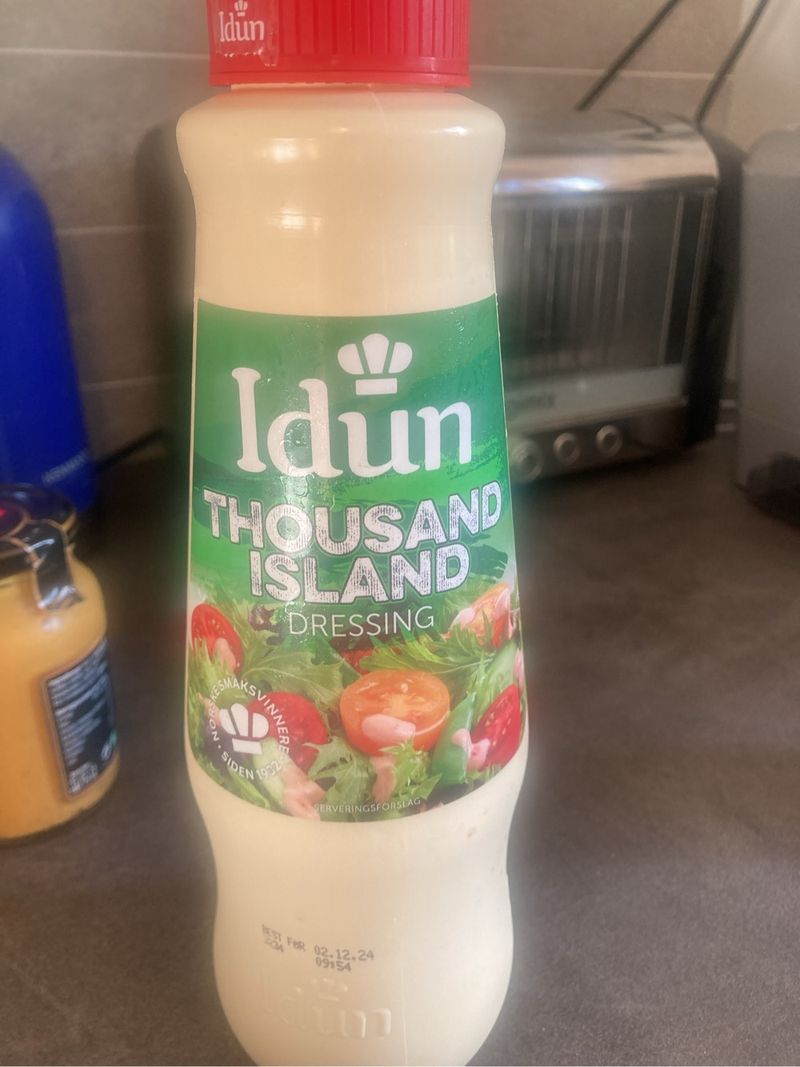 Idun
Idun
THOUSAND
ISLAND
DRESSING
NORSKE SMAKSVINNERE
SIDEN 1932
SERVERINGSFORSLAG
BEST FØR 02.12.24
09:54
Idun